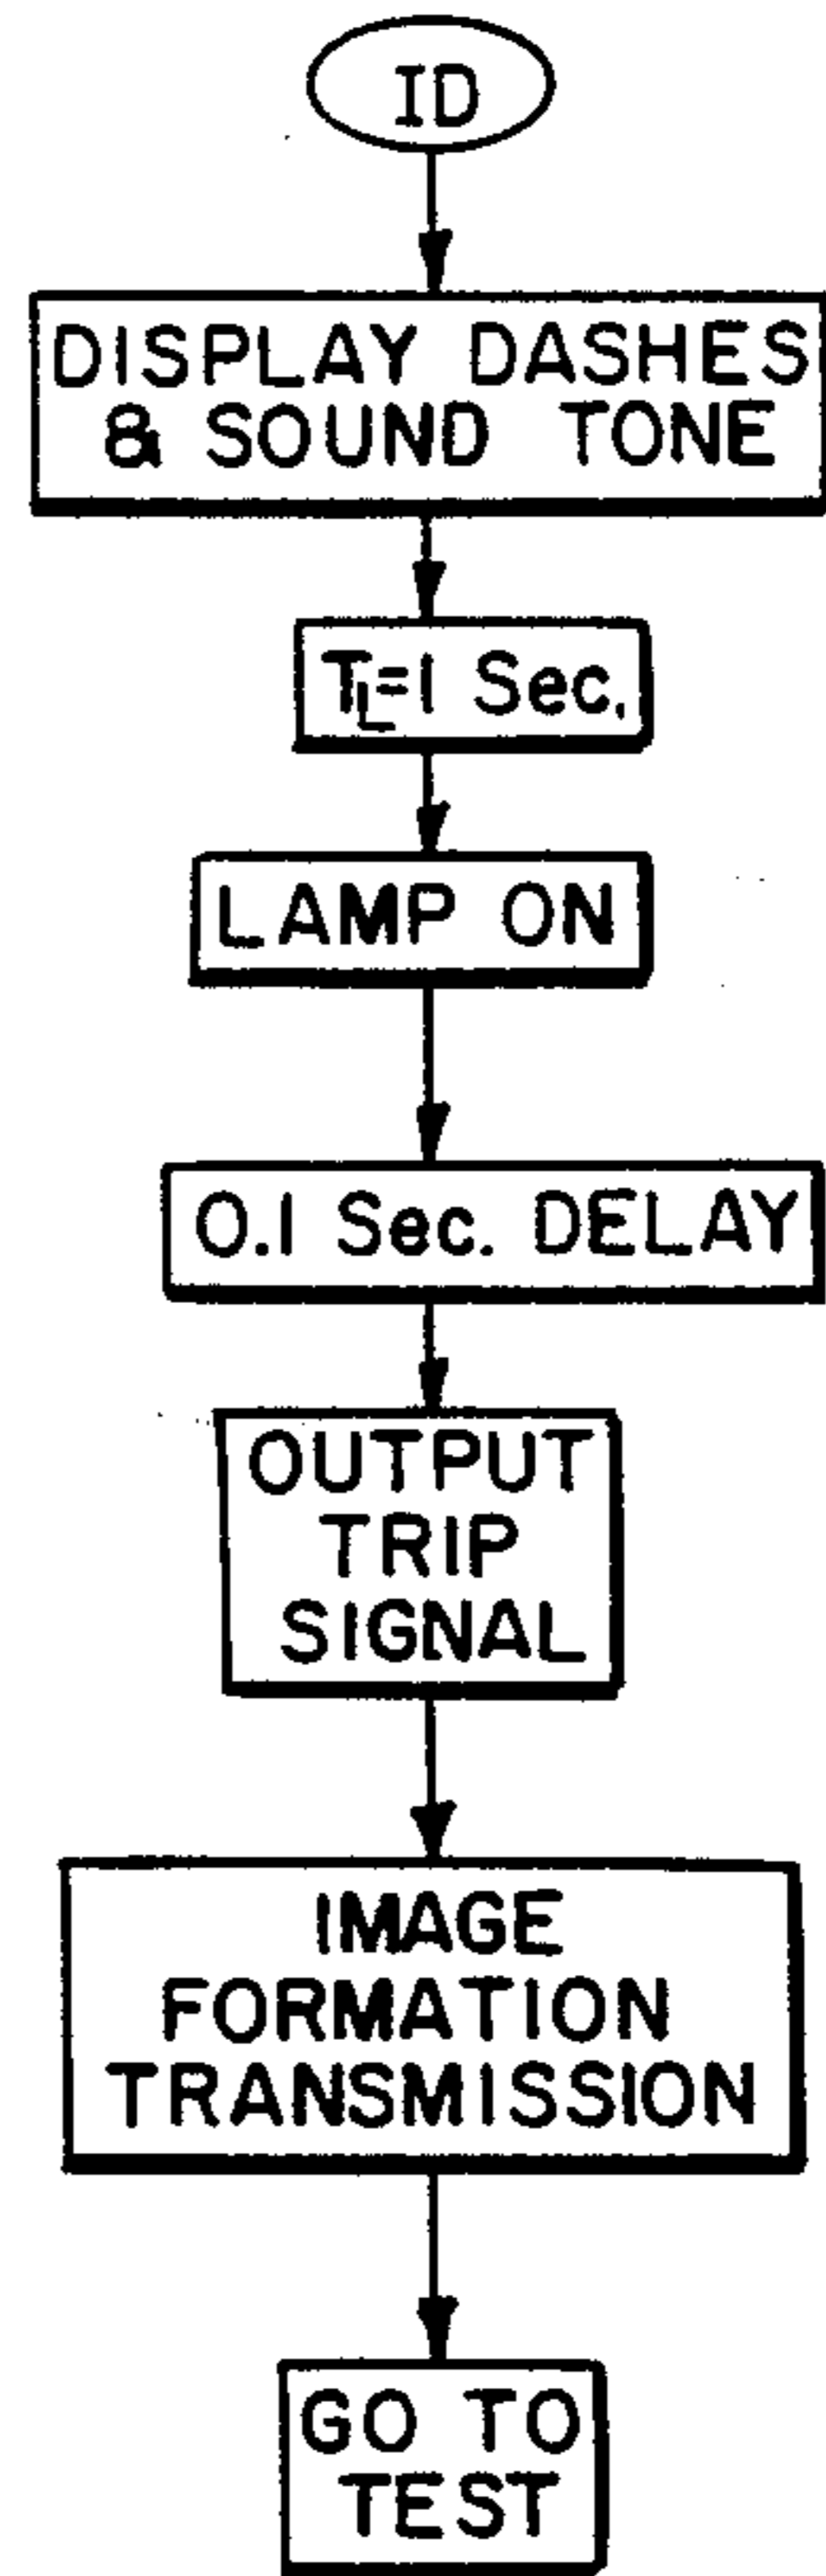 ID
DISPLAY DASHES
& SOUND TONE
TL=1 Sec.
LAMP ON
0.1 Sec. DELAY
OUTPUT
TRIP
SIGNAL
IMAGE
FORMATION
TRANSMISSION
GO TO
TEST